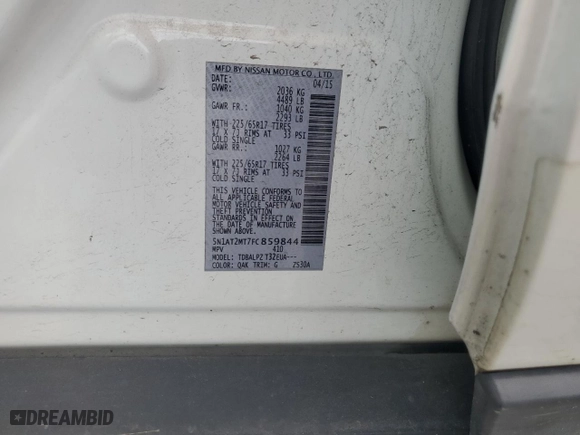 MFD BY NISSAN MOTOR CO., LTD.
DATE: 04/15
GVWR: 2036 KG
4489 LB
GAWR FR.: 1040 KG
2293 LB
WITH 225/65R17 TIRES
17 X 7J RIMS AT 33 PSI
COLD SINGLE
GAWR RR.: 1027 KG
2264 LB
WITH 225/65R17 TIRES
17 X 7J RIMS AT 33 PSI
COLD SINGLE
THIS VEHICLE CONFORMS TO
ALL APPLICABLE FEDERAL
MOTOR VEHICLE SAFETY AND
THEFT PREVENTION
STANDARDS IN EFFECT ON
THE DATE OF MANUFACTURE
SHOWN ABOVE.
5N1AT2MT7FC859844
MPV 410
MODEL: TDBALPZ T32EUA---
COLOR: QAK TRIM: G 2530A
DREAMBID